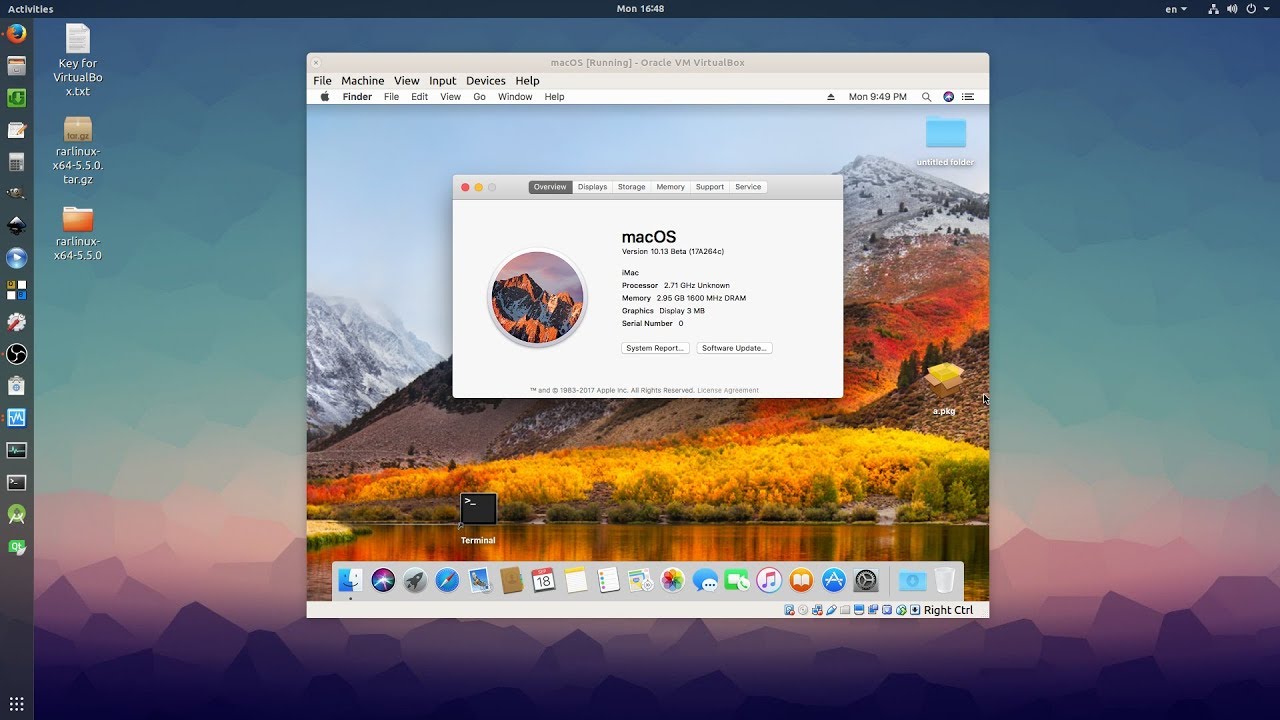 Activities
Mon 16:48
en
Key for
VirtualBo
x.txt
tar.gz
rarlinux-
x64-5.5.0.
tar.gz
rarlinux-
x64-5.5.0
macOS [Running] - Oracle VM VirtualBox
File Machine View Input Devices Help
Finder File Edit View Go Window Help
Mon 9:49 PM
untitled folder
Overview Displays Storage Memory Support Service
macOS
Version 10.13 Beta (17A264c)
iMac
Processor 2.71 GHz Unknown
Memory 2.95 GB 1600 MHz DRAM
Graphics Display 3 MB
Serial Number 0
System Report... Software Update...
™ and © 1983-2017 Apple Inc. All Rights Reserved. License Agreement
a.pkg
>_
Terminal
18
Right Ctrl